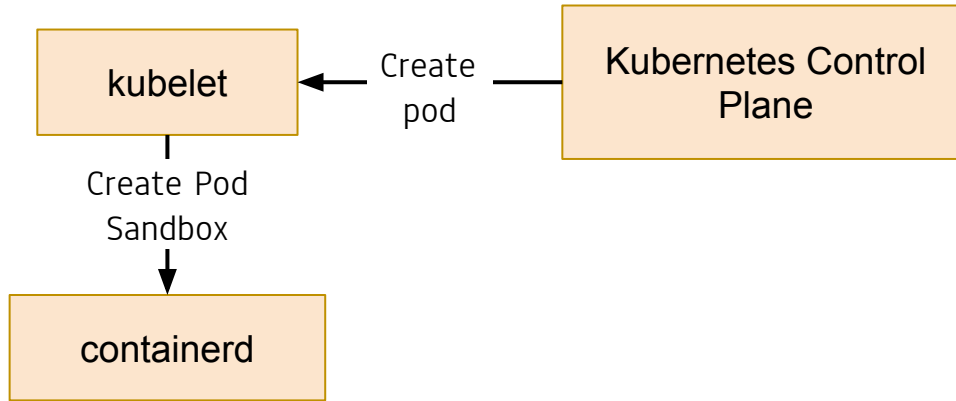 kubelet
Create
pod
Kubernetes Control
Plane
Create Pod
Sandbox
containerd